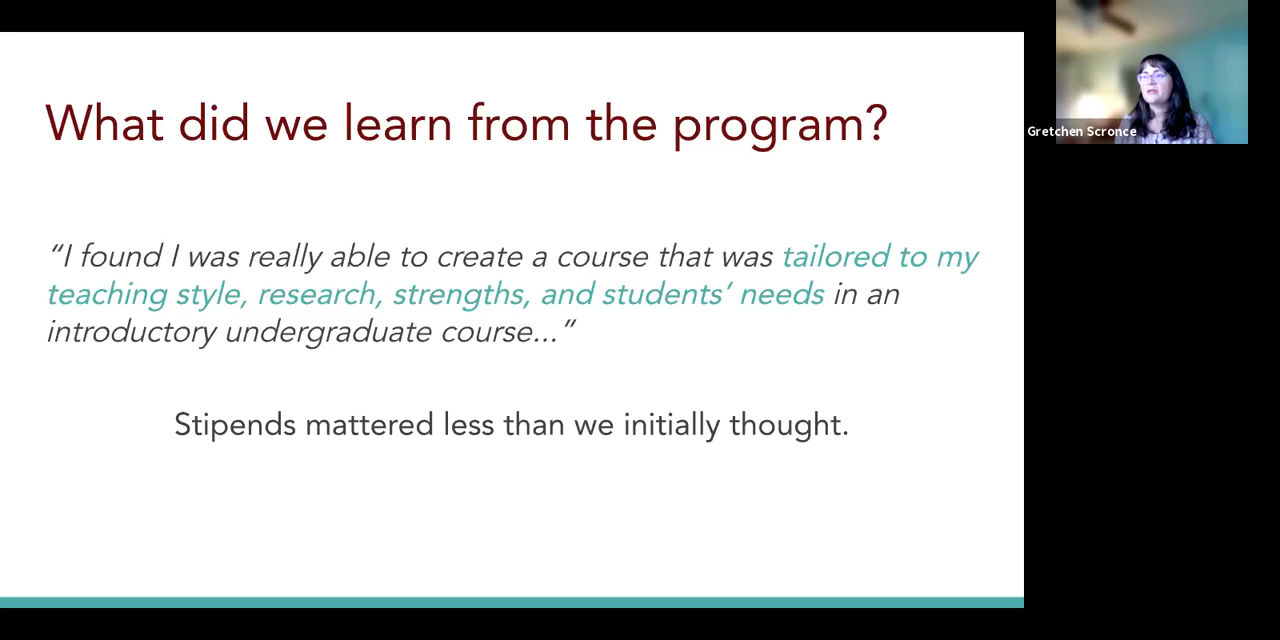 What did we learn from the program?
“I found I was really able to create a course that was tailored to my
teaching style, research, strengths, and students’ needs in an
introductory undergraduate course...”
Stipends mattered less than we initially thought.
Gretchen Scronce